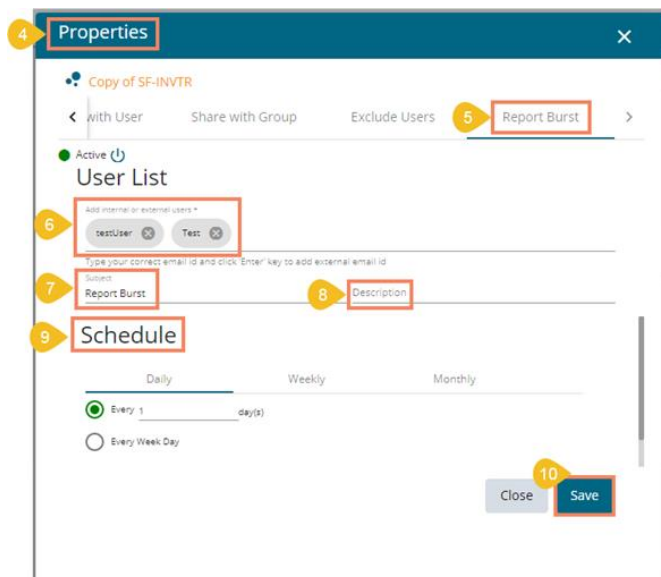 4 Properties
Copy of SF-INVTR
with User Share with Group Exclude Users 5 Report Burst
Active
User List
6 Add internal or external users *
testUser Test
Type your correct email id and click 'Enter' key to add external email id
7 Subject
Report Burst 8 Description
9 Schedule
Daily Weekly Monthly
Every 1 day(s)
Every Week Day
10
Close Save